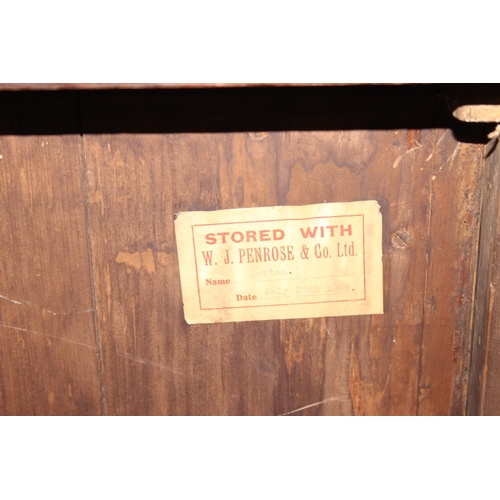 STORED WITH
W. J. PENROSE & Co. Ltd.
Name
Date